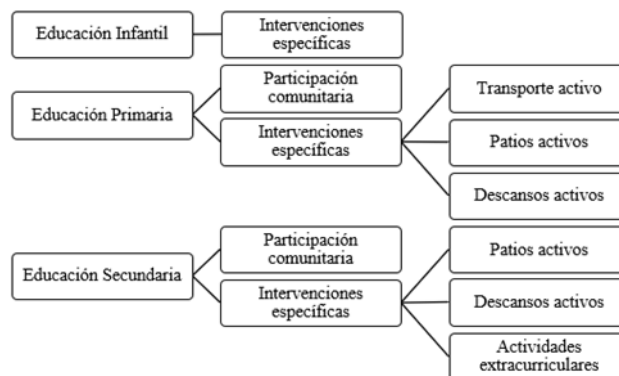 Educación Infantil
Intervenciones
específicas
Educación Primaria
Participación
comunitaria
Intervenciones
específicas
Transporte activo
Patios activos
Descansos activos
Educación Secundaria
Participación
comunitaria
Intervenciones
específicas
Patios activos
Descansos activos
Actividades
extracurriculares